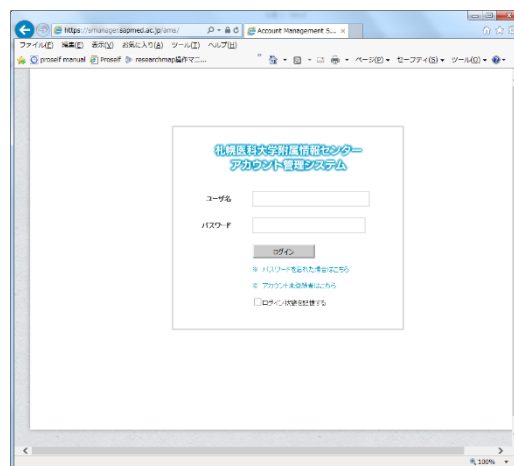 https://smanager.sapmed.ac.jp/ams/
Account Management S...
ファイル(F) 編集(E) 表示(V) お気に入り(A) ツール(T) ヘルプ(H)
proself manual Proself researchmap操作マニ... ページ(P) セーフティ(S) ツール(O)
札幌医科大学附属情報センター
アカウント管理システム
ユーザ名
パスワード
ログイン
※ パスワードを忘れた場合はこちら
※ アカウント未登録者はこちら
ログイン状態を記憶する
100%